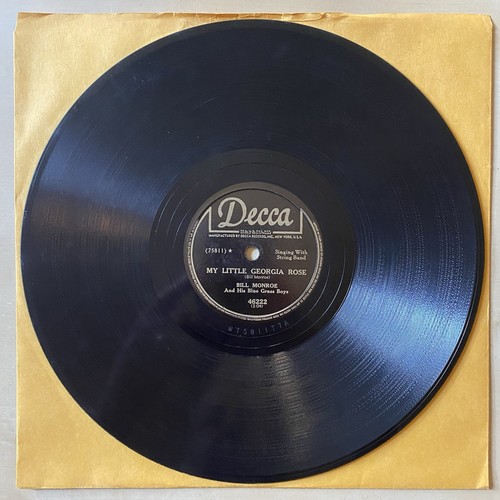 Decca
MANUFACTURED BY DECCA RECORDS, INC., NEW YORK, U.S.A.
(75811) ★
Singing With
String Band
MY LITTLE GEORGIA ROSE
(Bill Monroe)
BILL MONROE
And His Blue Grass Boys
46222